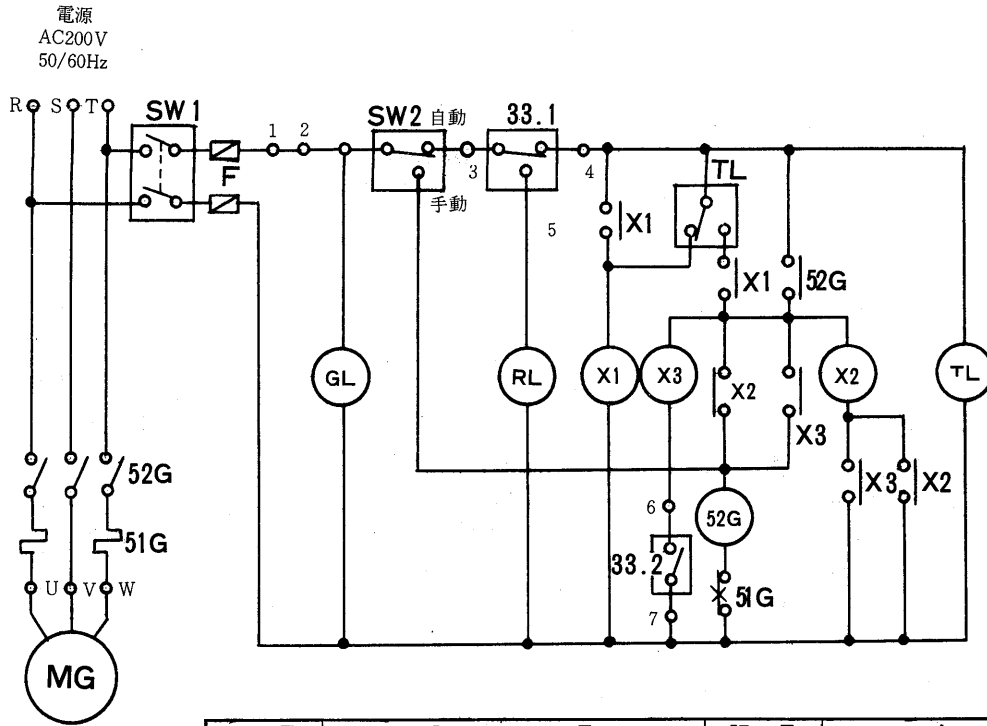 電源
AC200V
50/60Hz
R S T
SW1
F
1 2
SW2 自動
手動
3
33.1
4
5
X1
TL
X1
52G
GL
RL
X1
X3
X2
X3
X2
TL
X3
X2
52G
51G
6
33.2
7
52G
51G
U V W
MG